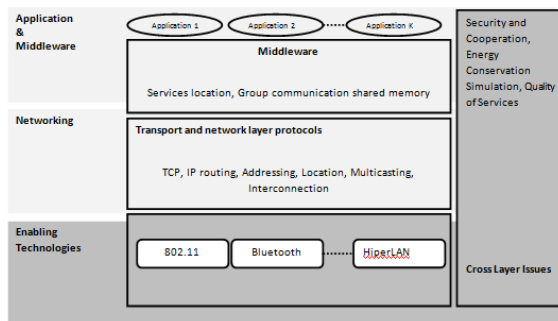 Application
&
Middleware
Application 1
Application 2
Application K
Middleware
Services location, Group communication shared memory
Networking
Transport and network layer protocols
TCP, IP routing, Addressing, Location, Multicasting,
Interconnection
Enabling
Technologies
802.11
Bluetooth
HiperLAN
Security and
Cooperation,
Energy
Conservation
Simulation, Quality
of Services
Cross Layer Issues